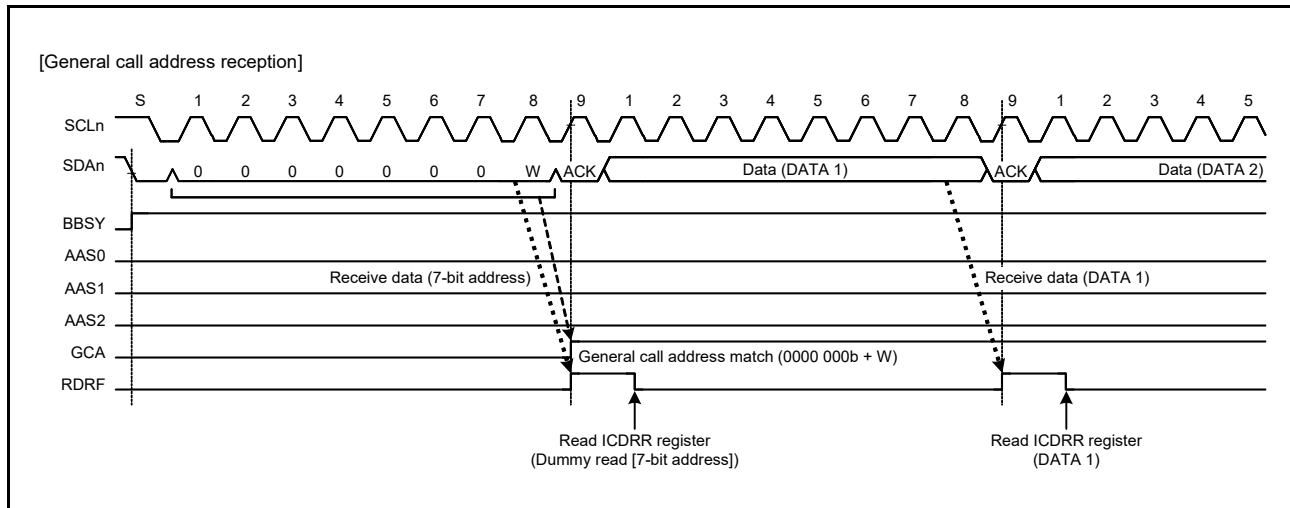 [General call address reception]
S 1 2 3 4 5 6 7 8 9 1 2 3 4 5 6 7 8 9 1 2 3 4 5
SCLn
SDAn 0 0 0 0 0 0 0 W ACK Data (DATA 1) ACK Data (DATA 2)
BBSY
AAS0
Receive data (7-bit address) Receive data (DATA 1)
AAS1
AAS2
GCA General call address match (0000 000b + W)
RDRF
Read ICDRR register Read ICDRR register
(Dummy read [7-bit address]) (DATA 1)